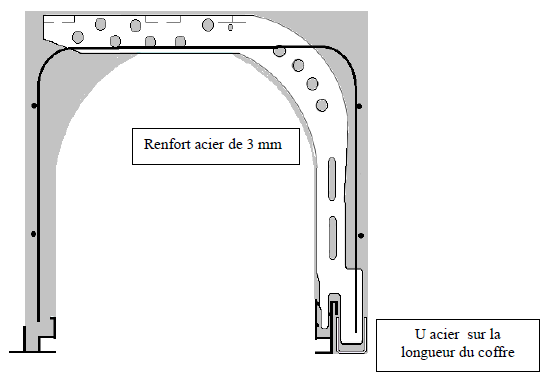 Renfort acier de 3 mm
U acier sur la
longueur du coffre